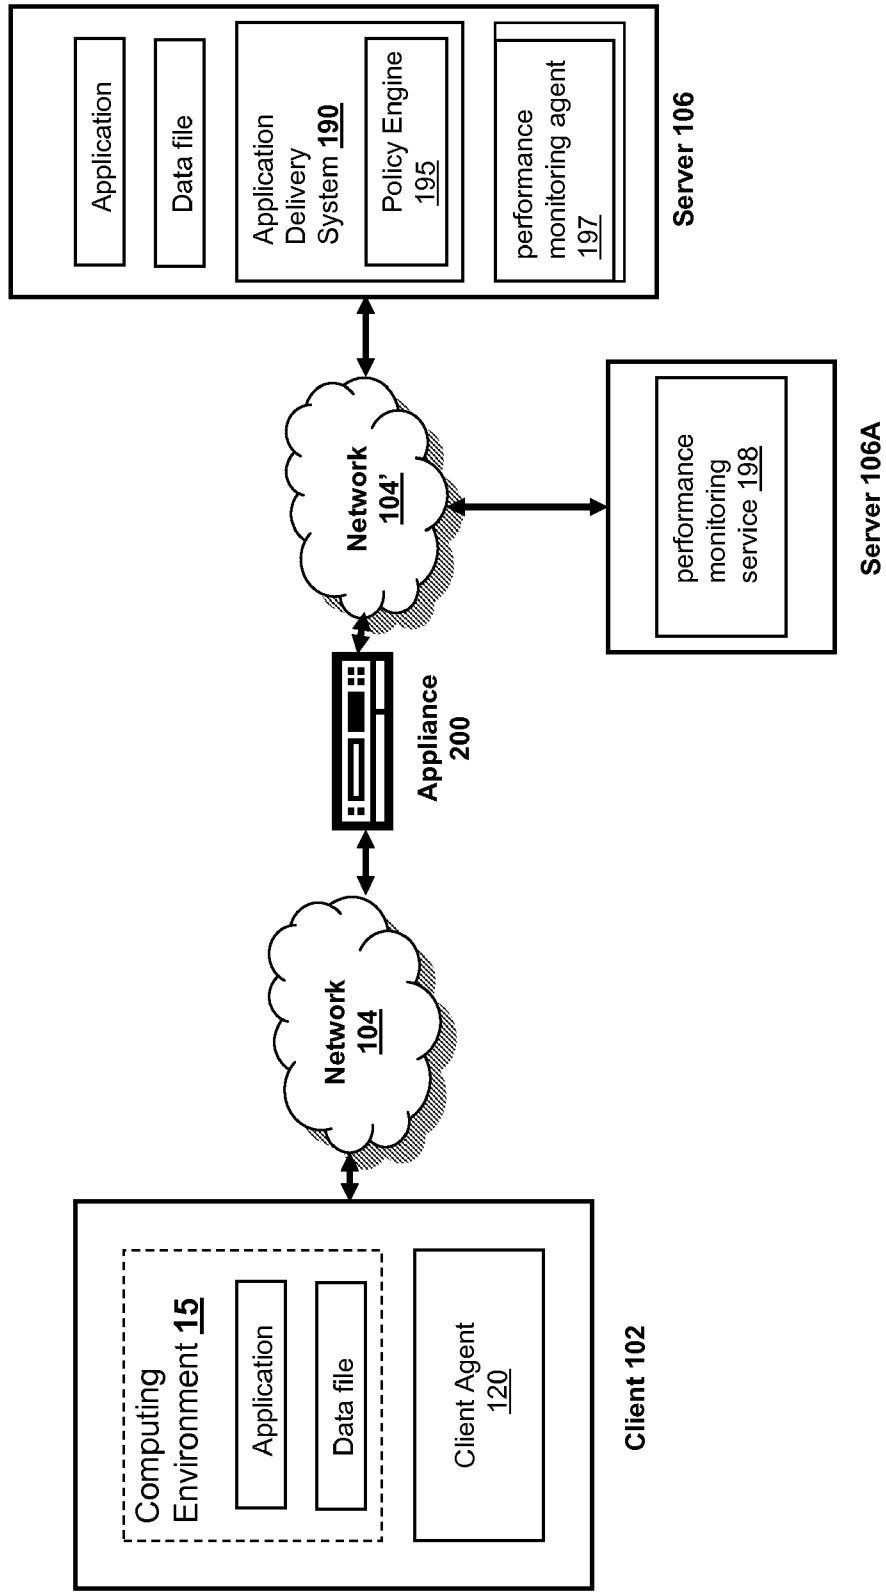 Computing
Environment 15
Application
Data file
Client Agent
120
Client 102
Network
104
Appliance
200
Network
104’
performance
monitoring
service 198
Server 106A
Application
Data file
Application
Delivery
System 190
Policy Engine
195
performance
monitoring agent
197
Server 106